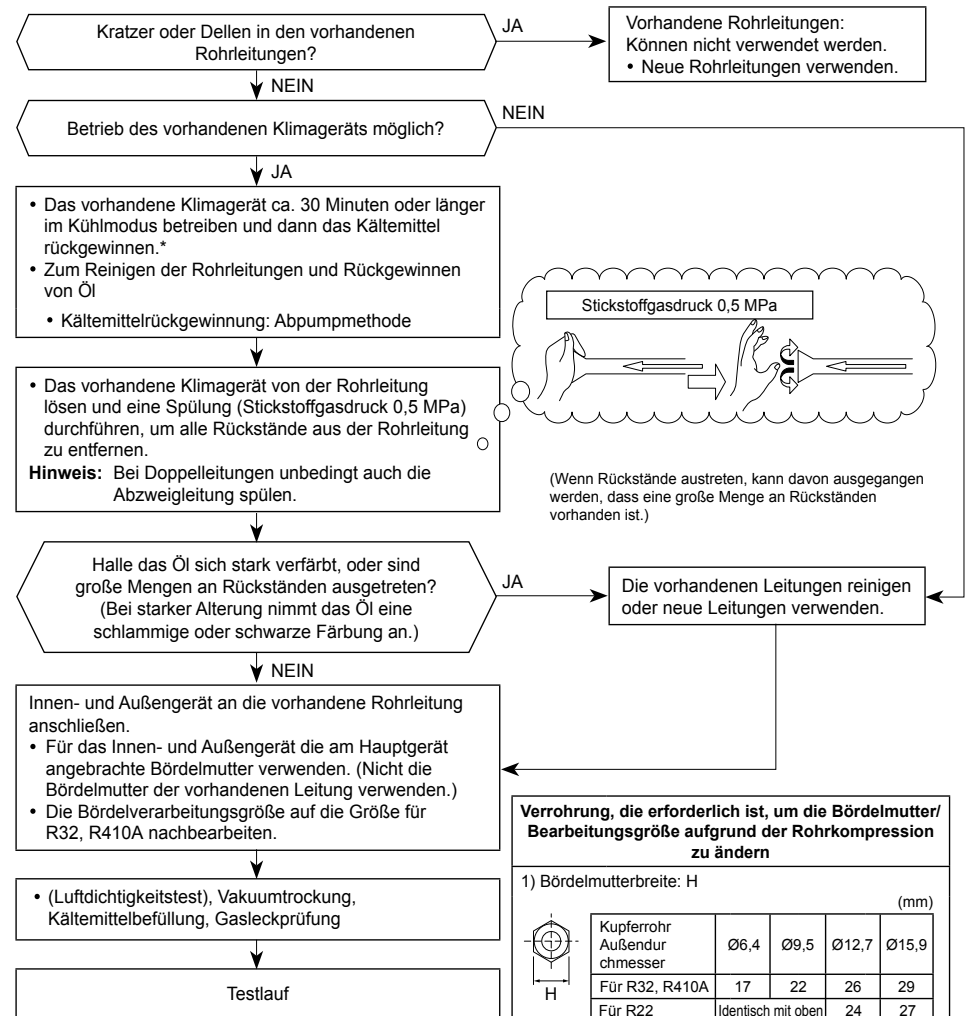 Kratzer oder Dellen in den vorhandenen
Rohrleitungen?
JA
Vorhandene Rohrleitungen:
Können nicht verwendet werden.
• Neue Rohrleitungen verwenden.
NEIN
Betrieb des vorhandenen Klimageräts möglich?
NEIN
JA
• Das vorhandene Klimagerät ca. 30 Minuten oder länger
im Kühlmodus betreiben und dann das Kältemittel
rückgewinnen.*
• Zum Reinigen der Rohrleitungen und Rückgewinnen
von Öl
• Kältemittelrückgewinnung: Abpumpmethode
Stickstoffgasdruck 0,5 MPa
• Das vorhandene Klimagerät von der Rohrleitung
lösen und eine Spülung (Stickstoffgasdruck 0,5 MPa)
durchführen, um alle Rückstände aus der Rohrleitung
zu entfernen.
Hinweis: Bei Doppelleitungen unbedingt auch die
Abzweigleitung spülen.
(Wenn Rückstände austreten, kann davon ausgegangen
werden, dass eine große Menge an Rückständen
vorhanden ist.)
Halle das Öl sich stark verfärbt, oder sind
große Mengen an Rückständen ausgetreten?
(Bei starker Alterung nimmt das Öl eine
schlammige oder schwarze Färbung an.)
JA
Die vorhandenen Leitungen reinigen
oder neue Leitungen verwenden.
NEIN
Innen- und Außengerät an die vorhandene Rohrleitung
anschließen.
• Für das Innen- und Außengerät die am Hauptgerät
angebrachte Bördelmutter verwenden. (Nicht die
Bördelmutter der vorhandenen Leitung verwenden.)
• Die Bördelverarbeitungsgröße auf die Größe für
R32, R410A nachbearbeiten.
• (Luftdichtigkeitstest), Vakuumtrockung,
Kältemittelbefüllung, Gasleckprüfung
Testlauf
Verrohrung, die erforderlich ist, um die Bördelmutter/
Bearbeitungsgröße aufgrund der Rohrkompression
zu ändern
1) Bördelmutterbreite: H
(mm)
H
Kupferrohr
Außendur
chmesser
Ø6,4 Ø9,5 Ø12,7 Ø15,9
Für R32, R410A 17 22 26 29
Für R22 Identisch mit oben 24 27